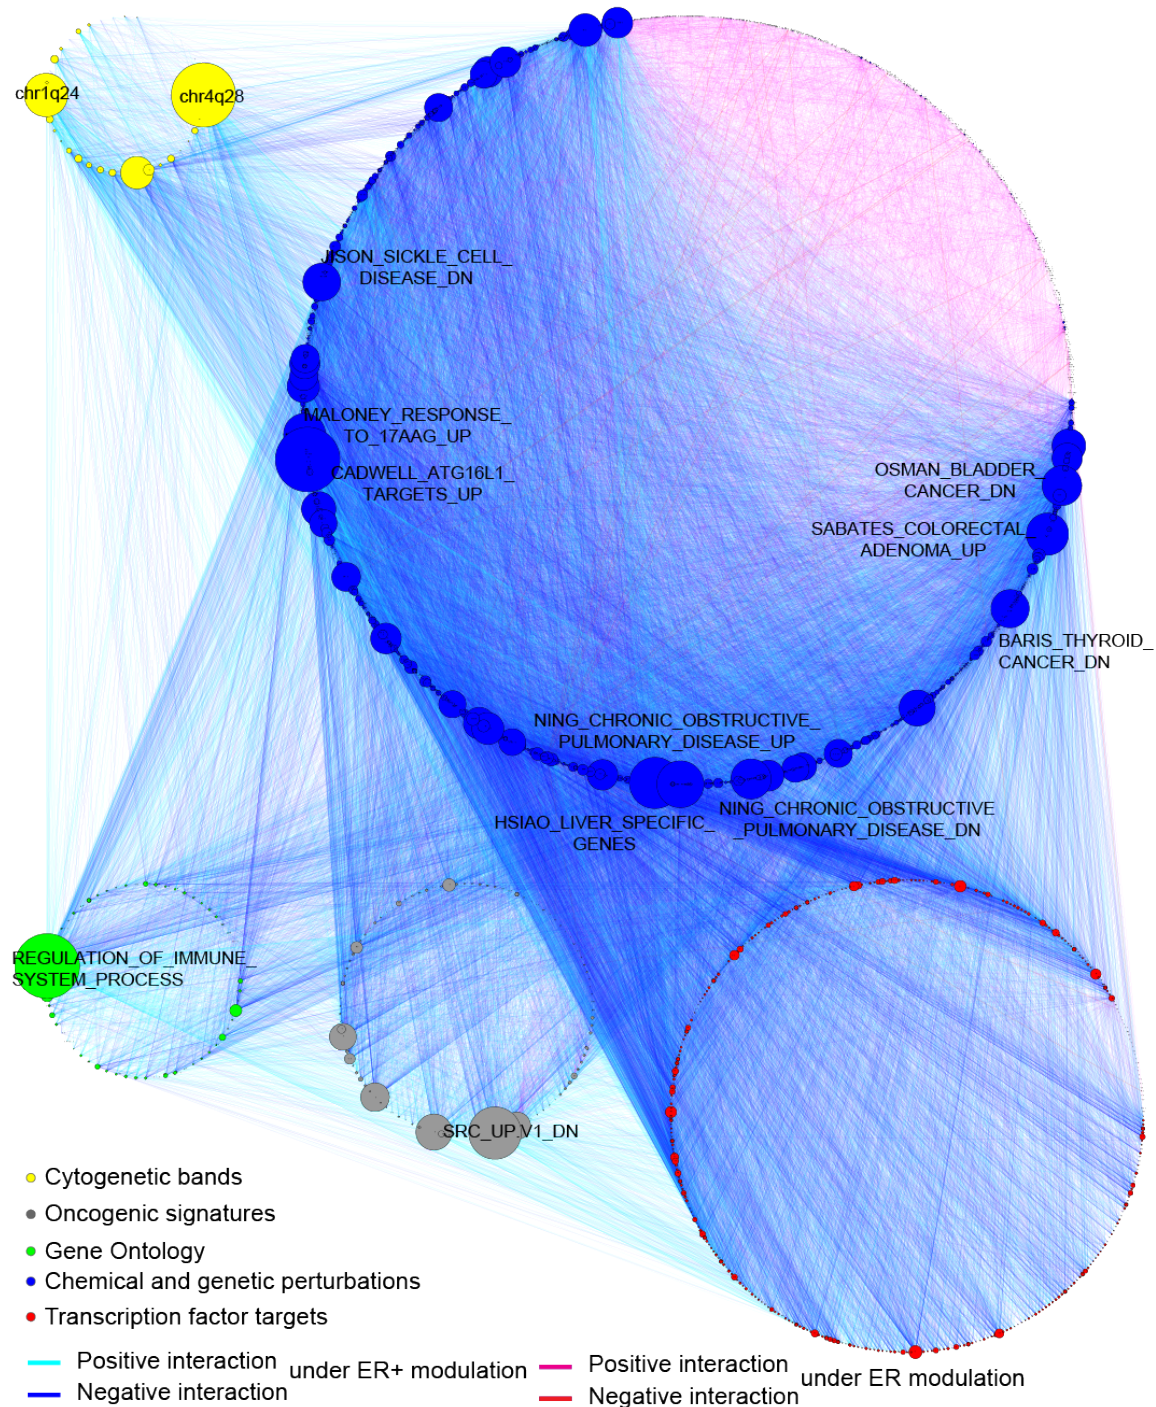 chr1q24
chr4q28
JISON_SICKLE_CELL_
DISEASE_DN
MALONEY_RESPONSE_
TO_17AAG_UP
CADWELL_ATG16L1_
TARGETS_UP
OSMAN_BLADDER_
CANCER_DN
SABATES_COLORECTAL_
ADENOMA_UP
BARIS_THYROID_
CANCER_DN
NING_CHRONIC_OBSTRUCTIVE_
PULMONARY_DISEASE_UP
HSIAO_LIVER_SPECIFIC_
GENES
NING_CHRONIC_OBSTRUCTIVE
_PULMONARY_DISEASE_DN
REGULATION_OF_IMMUNE_
SYSTEM_PROCESS
SRC_UP.V1_DN
Cytogenetic bands
Oncogenic signatures
Gene Ontology
Chemical and genetic perturbations
Transcription factor targets
Positive interaction
Negative interaction
under ER+ modulation
Positive interaction
Negative interaction
under ER modulation